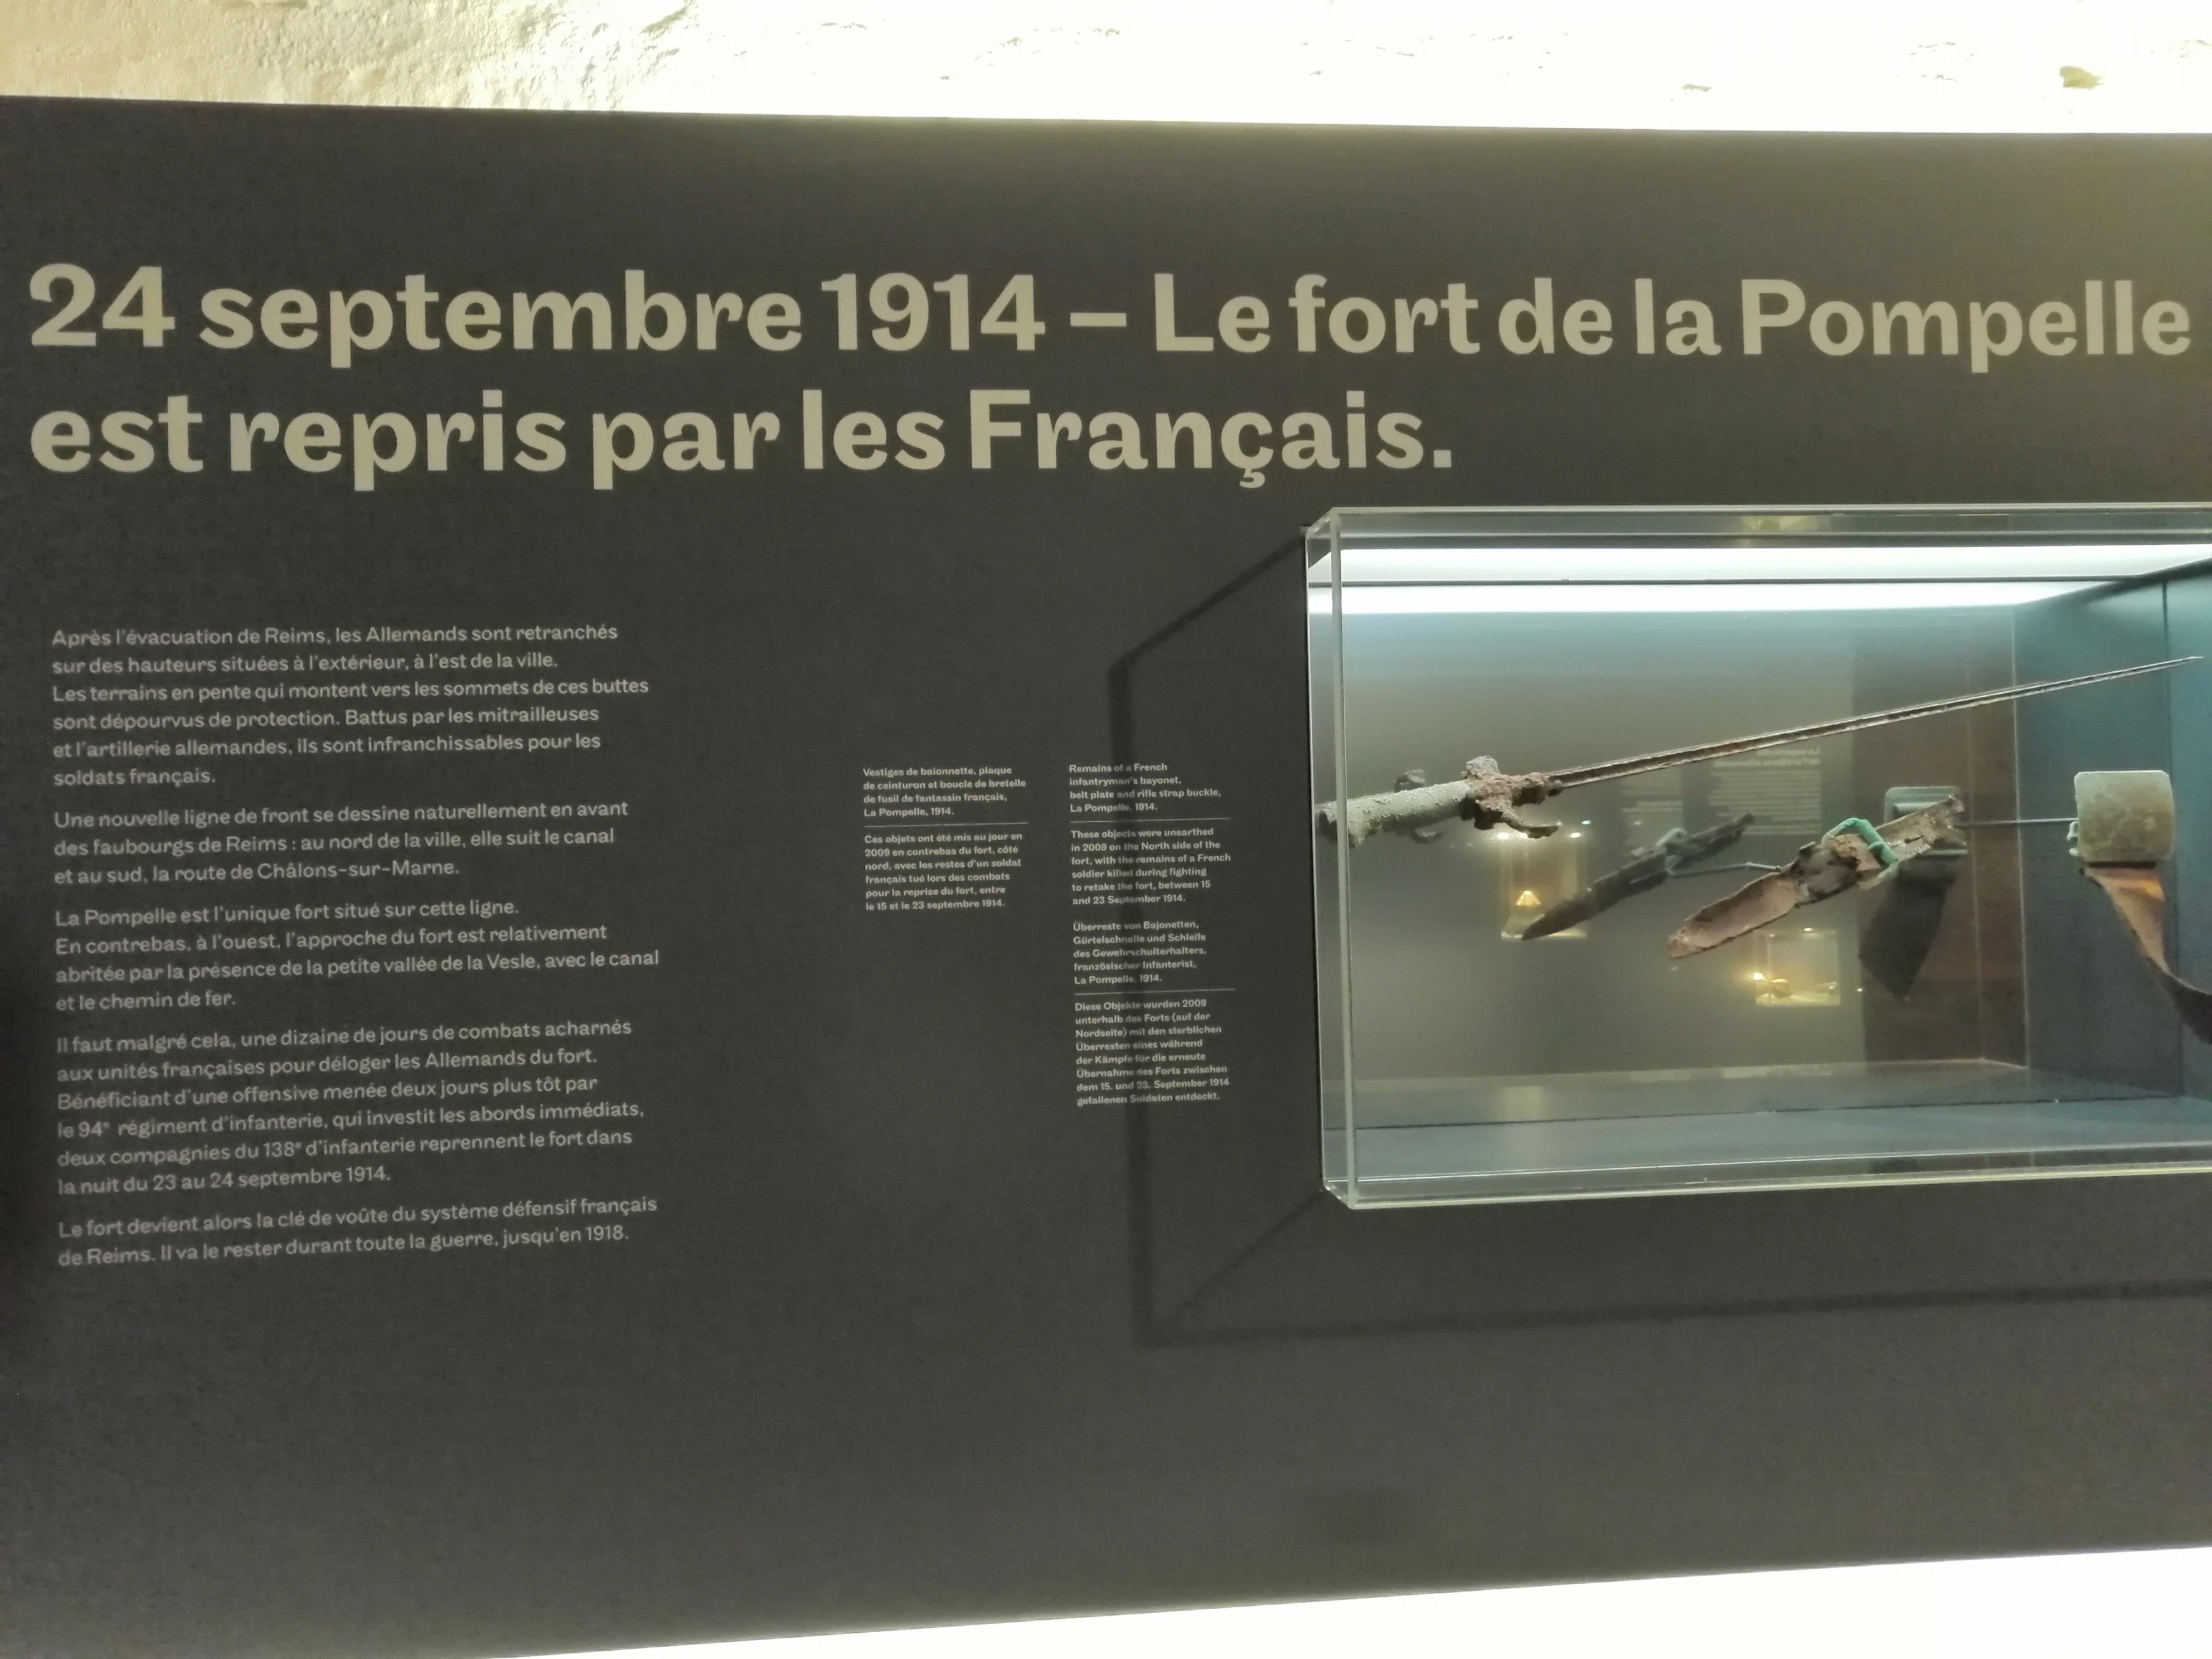 24 septembre 1914 – Le fort de la Pompelle
est repris par les Français.
Après l'évacuation de Reims, les Allemands sont retranchés
sur des hauteurs situées à l'extérieur, à l'est de la ville.
Les terrains en pente qui montent vers les sommets de ces buttes
sont dépourvus de protection. Battus par les mitrailleuses
et l'artillerie allemandes, ils sont infranchissables pour les
soldats français.
Une nouvelle ligne de front se dessine naturellement en avant
des faubourgs de Reims : au nord de la ville, elle suit le canal
et au sud, la route de Châlons-sur-Marne.
La Pompelle est l'unique fort situé sur cette ligne.
En contrebas, à l'ouest, l'approche du fort est relativement
abritée par la présence de la petite vallée de la Vesle, avec le canal
et le chemin de fer.
Il faut malgré cela, une dizaine de jours de combats acharnés
aux unités françaises pour déloger les Allemands du fort.
Bénéficiant d'une offensive menée deux jours plus tôt par
le 94e régiment d'infanterie, qui investit les abords immédiats,
deux compagnies du 138e d'infanterie reprennent le fort dans
la nuit du 23 au 24 septembre 1914.
Le fort devient alors la clé de voûte du système défensif français
de Reims. Il va le rester durant toute la guerre, jusqu'en 1918.
Vestiges de baïonnette, plaque
de ceinturon et boucle de bretelle
de fusil de fantassin français,
La Pompelle, 1914.
Ces objets ont été mis au jour en
2009 en contrebas du fort, côté
nord, avec les restes d'un soldat
français tué lors des combats
pour la reprise du fort, entre
le 15 et le 23 septembre 1914.
Remains of a French
infantryman's bayonet,
belt plate and rifle strap buckle,
La Pompelle, 1914.
These objects were unearthed
in 2009 on the North side of the
fort, with the remains of a French
soldier killed during fighting
to retake the fort, between 15
and 23 September 1914.
Überreste von Bajonetten,
Gürtelschnalle und Schleife
des Gewehrschulterhalters,
französischer Infanterist,
La Pompelle, 1914.
Diese Objekte wurden 2009
unterhalb des Forts (auf der
Nordseite) mit den sterblichen
Überresten eines während
der Kämpfe für die erneute
Übernahme des Forts zwischen
dem 15. und 23. September 1914
gefallenen Soldaten entdeckt.